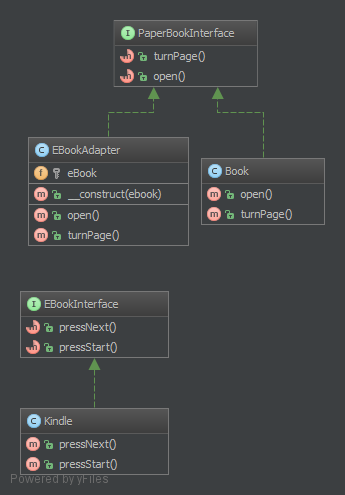 I PaperBookInterface
m turnPage()
m open()
C EBookAdapter
f eBook
m __construct(ebook)
m open()
m turnPage()
C Book
m open()
m turnPage()
I EBookInterface
m pressNext()
m pressStart()
C Kindle
m pressNext()
m pressStart()
Powered by yFiles